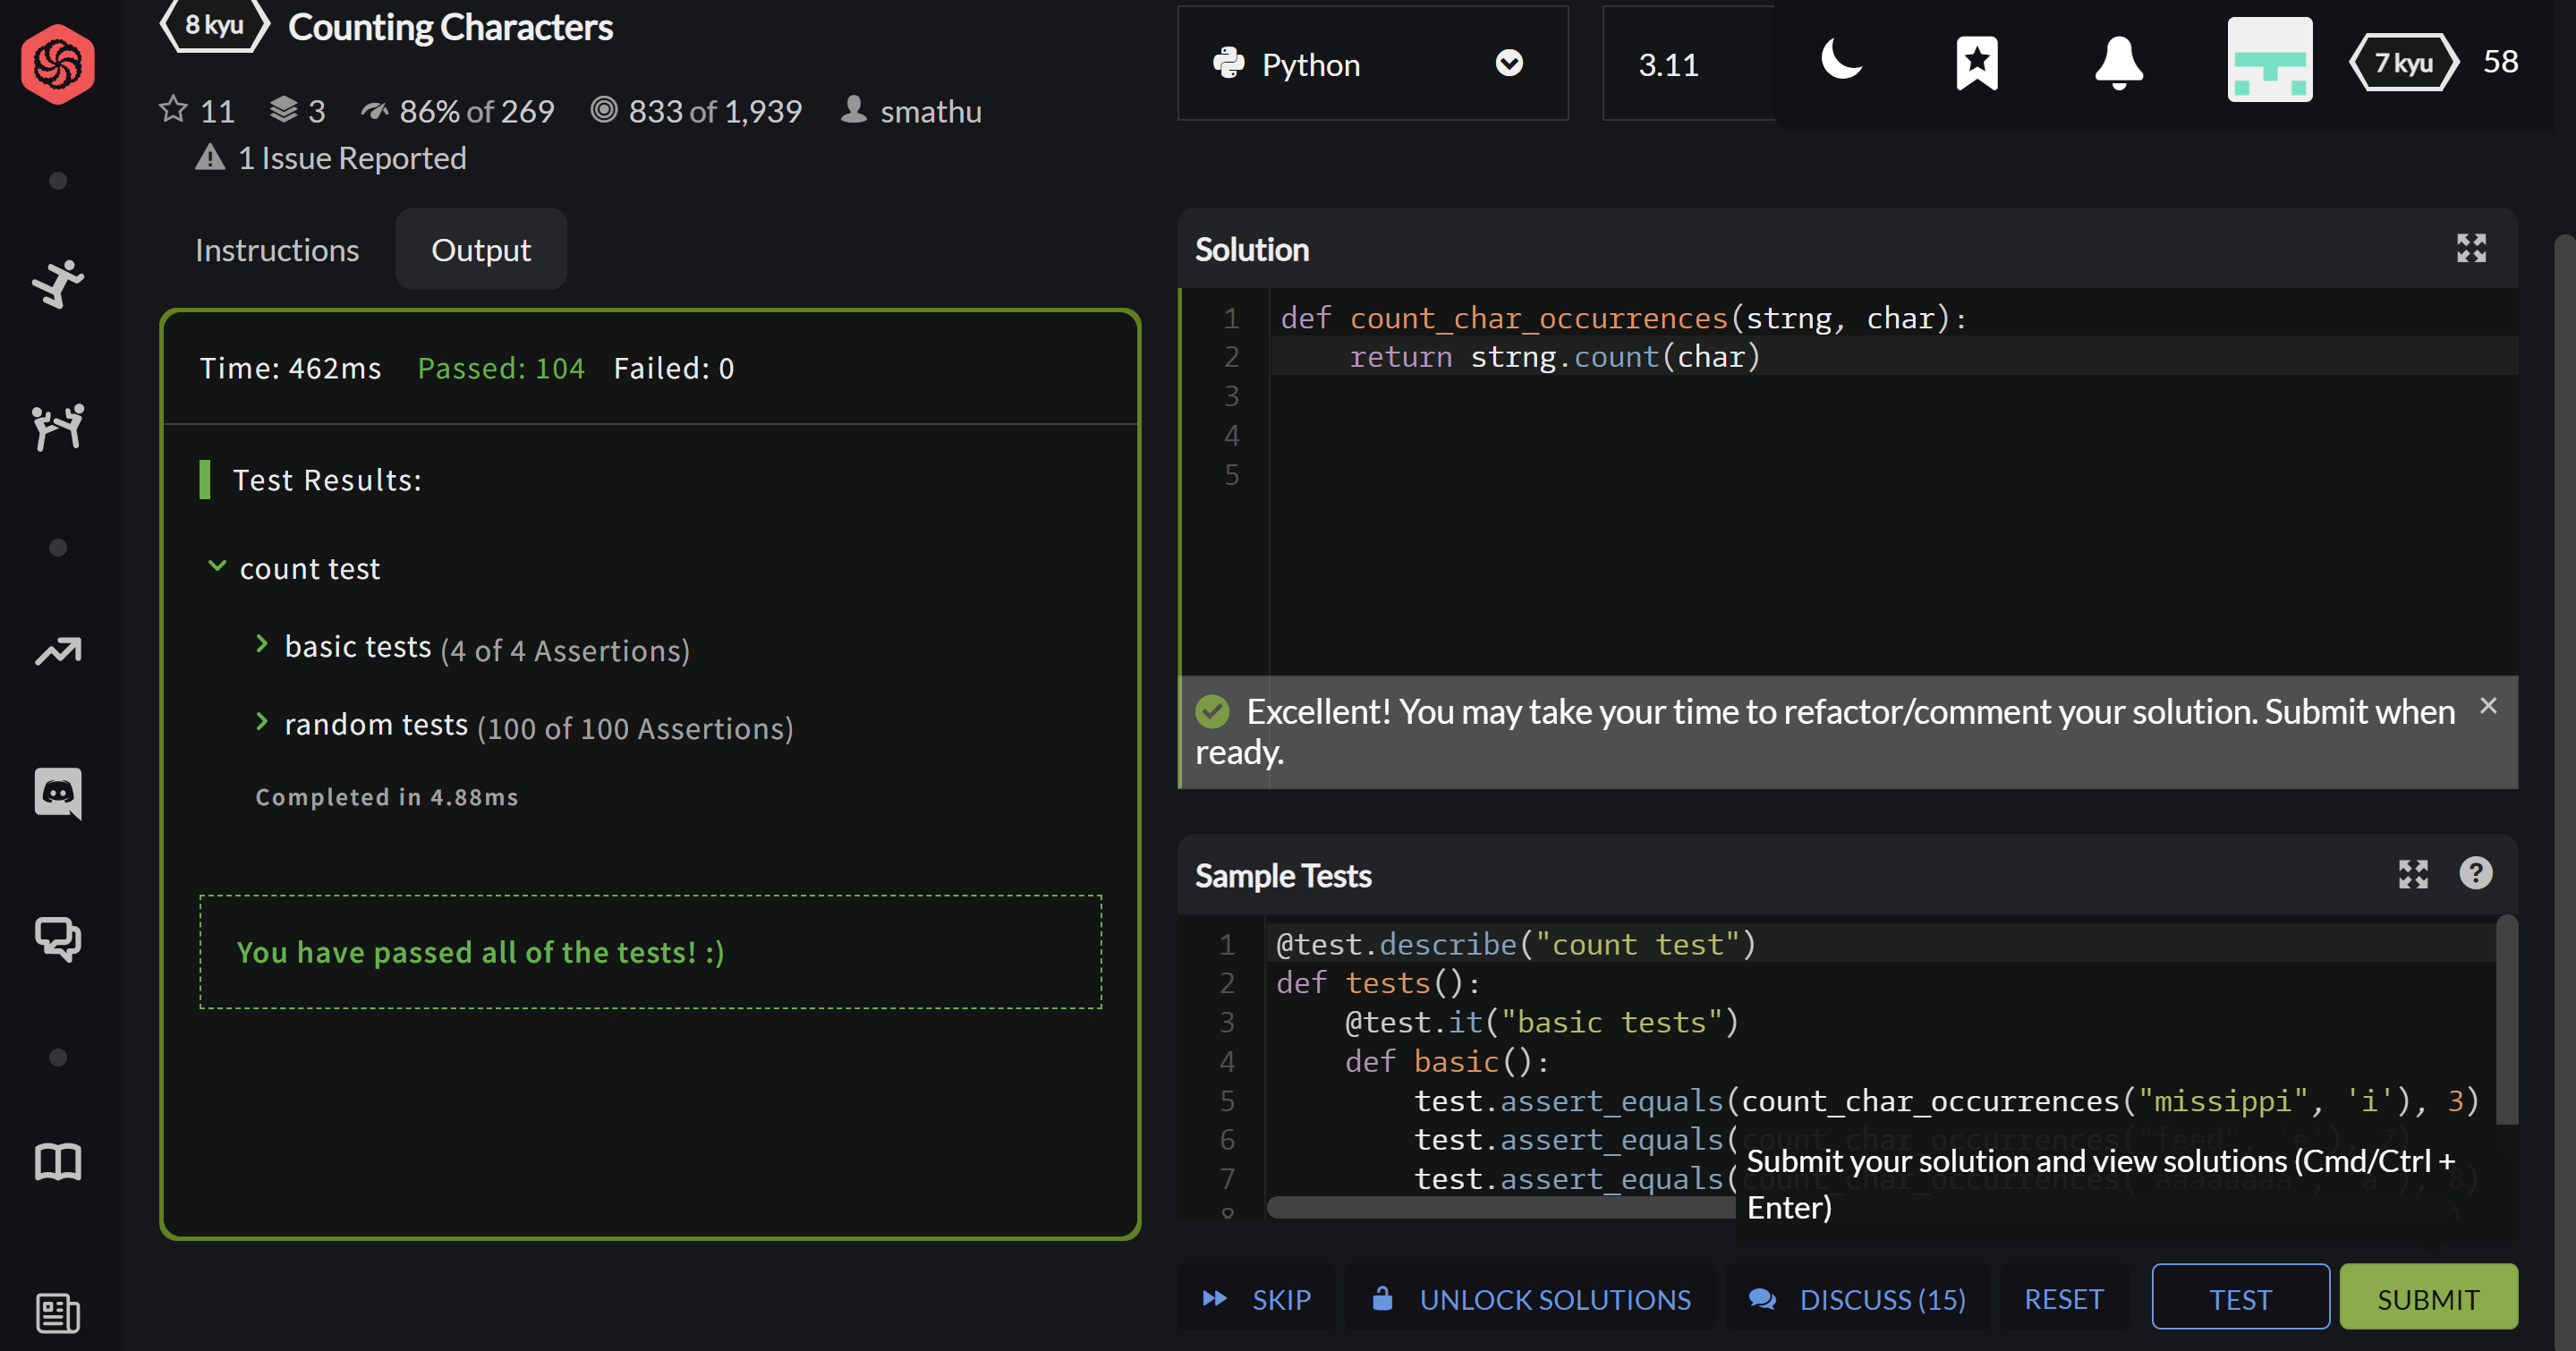 8 kyu Counting Characters
11 3 86% of 269 833 of 1,939 smathu
1 Issue Reported
Python
3.11
7 kyu 58
Instructions Output
Time: 462ms Passed: 104 Failed: 0
Test Results:
count test
basic tests (4 of 4 Assertions)
random tests (100 of 100 Assertions)
Completed in 4.88ms
You have passed all of the tests! :)
Solution
1 def count_char_occurrences(strng, char):
2     return strng.count(char)
3
4
5
Excellent! You may take your time to refactor/comment your solution. Submit when
ready.
Sample Tests
1 @test.describe("count test")
2 def tests():
3     @test.it("basic tests")
4     def basic():
5         test.assert_equals(count_char_occurrences("missippi", 'i'), 3)
6         test.assert_equals(count_char_occurrences("feed", 'e'), 2)
7         test.assert_equals(count_char_occurrences("aaaaaaaa", 'a'), 8)
8
Submit your solution and view solutions (Cmd/Ctrl +
Enter)
SKIP UNLOCK SOLUTIONS DISCUSS (15) RESET TEST SUBMIT